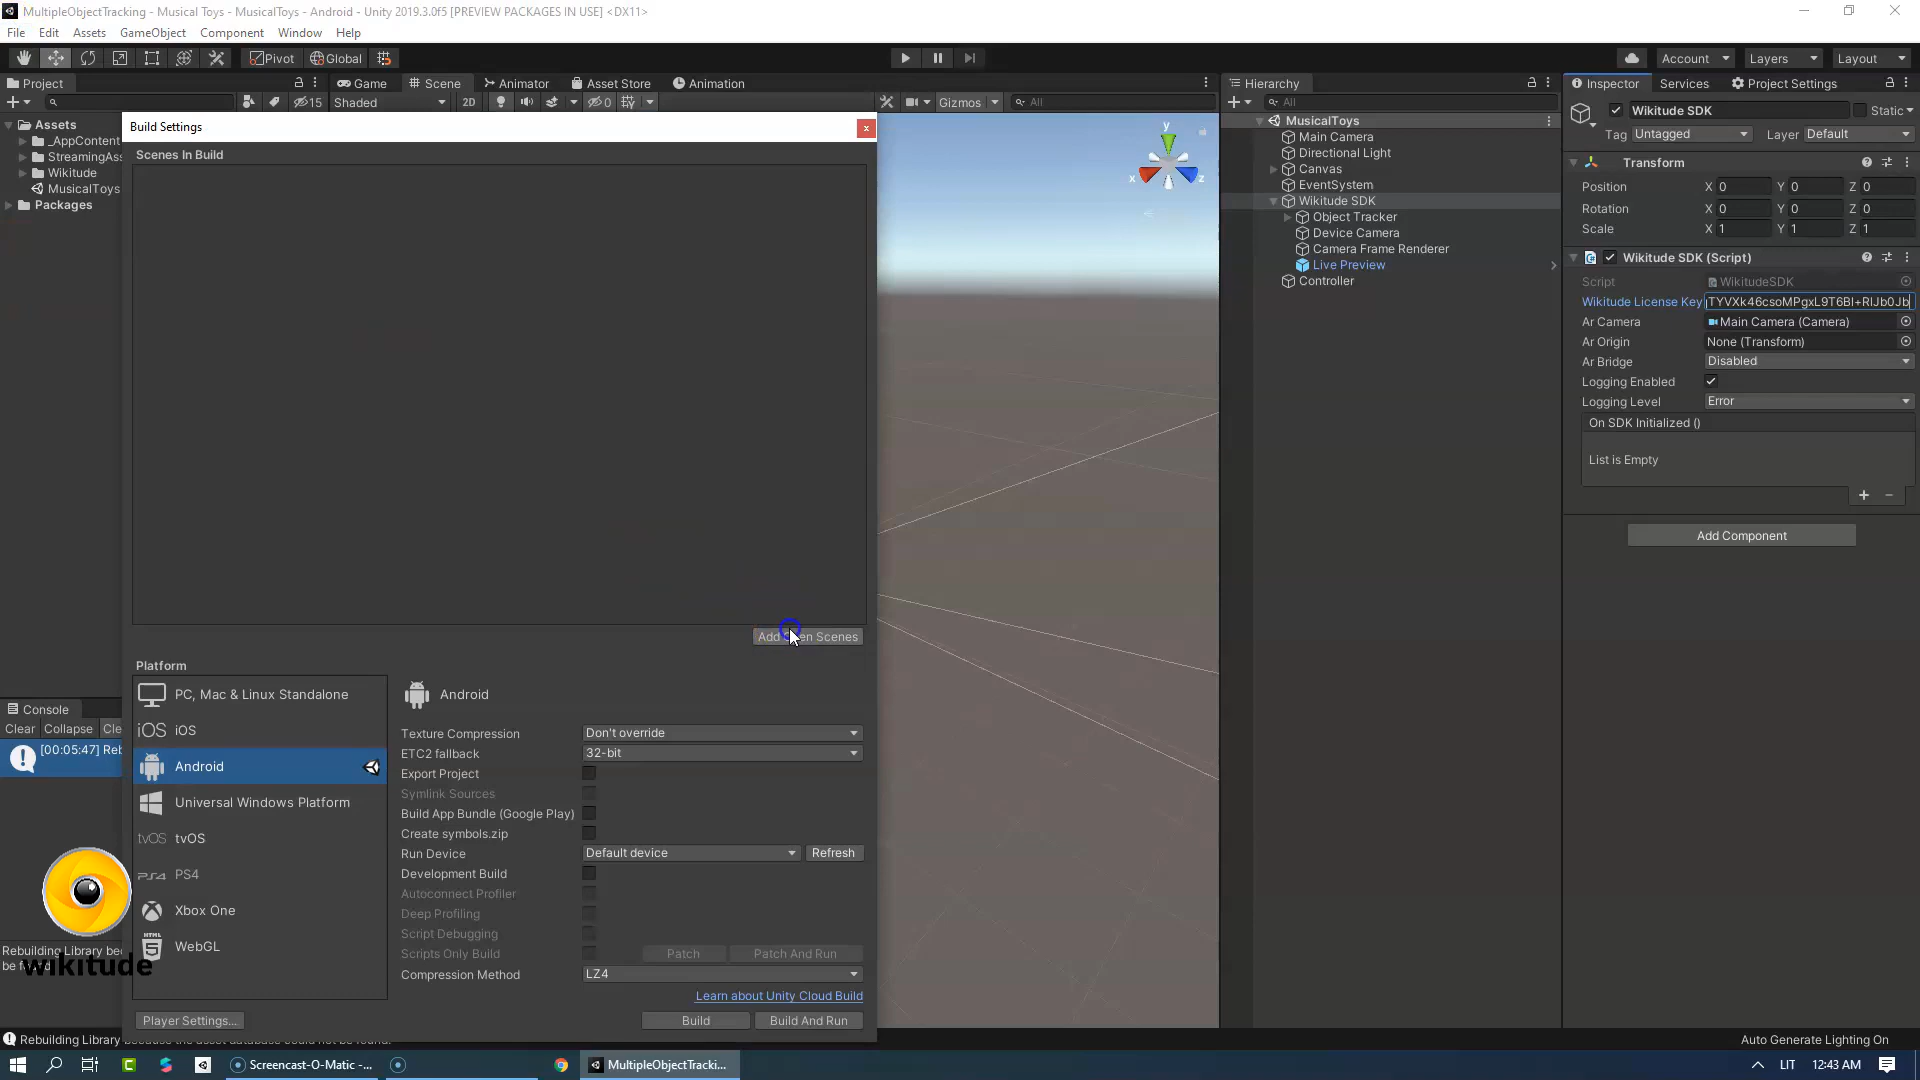 MultipleObjectTracking - Musical Toys - MusicalToys - Android - Unity 2019.3.0f5 [PREVIEW PACKAGES IN USE] <DX11>
File Edit Assets GameObject Component Window Help
Pivot Global Account Layers Layout
Project Game Scene Animator Asset Store Animation Hierarchy Inspector Services Project Settings
15 Shaded 2D 0 Gizmos All All
Wikitude SDK Static
Tag Untagged Layer Default
Assets
_AppContent
StreamingAss
Wikitude
MusicalToys
Packages
Build Settings
Scenes In Build
Add Scenes
Platform
PC, Mac & Linux Standalone
iOS iOS
Android
Universal Windows Platform
tvOS tvOS
PS4 PS4
Xbox One
HTML 5 WebGL
Player Settings...
Android
Texture Compression Don't override
ETC2 fallback 32-bit
Export Project
Symlink Sources
Build App Bundle (Google Play)
Create symbols.zip
Run Device Default device Refresh
Development Build
Autoconnect Profiler
Deep Profiling
Script Debugging
Scripts Only Build Patch Patch And Run
Compression Method LZ4
Learn about Unity Cloud Build
Build Build And Run
y
x z
MusicalToys
Main Camera
Directional Light
Canvas
EventSystem
Wikitude SDK
Object Tracker
Device Camera
Camera Frame Renderer
Live Preview
Controller
Transform
Position X 0 Y 0 Z 0
Rotation X 0 Y 0 Z 0
Scale X 1 Y 1 Z 1
Wikitude SDK (Script)
Script WikitudeSDK
Wikitude License Key
Ar Camera Main Camera (Camera)
Ar Origin None (Transform)
Ar Bridge Disabled
Logging Enabled
Logging Level Error
On SDK Initialized ()
List is Empty
Add Component
Console
Clear Collapse Cle
[00:05:47] Reb
Rebuilding Library bec
be fo
wikitude
Rebuilding Library because the asset database could not be found!
Auto Generate Lighting On
Screencast-O-Matic -... MultipleObjectTracki... LIT 12:43 AM